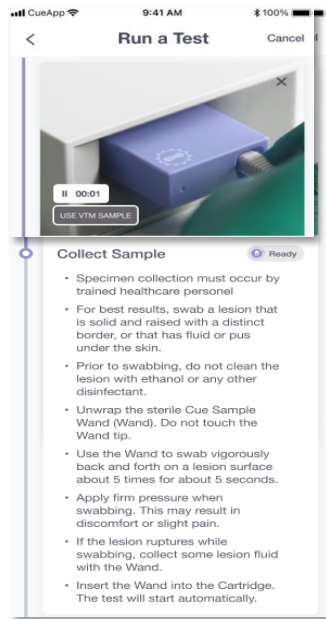 CueApp 9:41 AM 100%
Run a Test Cancel
00:01
USE VTM SAMPLE
Collect Sample Ready
• Specimen collection must occur by
trained healthcare personel
• For best results, swab a lesion that
is solid and raised with a distinct
border, or that has fluid or pus
under the skin.
• Prior to swabbing, do not clean the
lesion with ethanol or any other
disinfectant.
• Unwrap the sterile Cue Sample
Wand (Wand). Do not touch the
Wand tip.
• Use the Wand to swab vigorously
back and forth on a lesion surface
about 5 times for about 5 seconds.
• Apply firm pressure when
swabbing. This may result in
discomfort or slight pain.
• If the lesion ruptures while
swabbing, collect some lesion fluid
with the Wand.
• Insert the Wand into the Cartridge.
The test will start automatically.